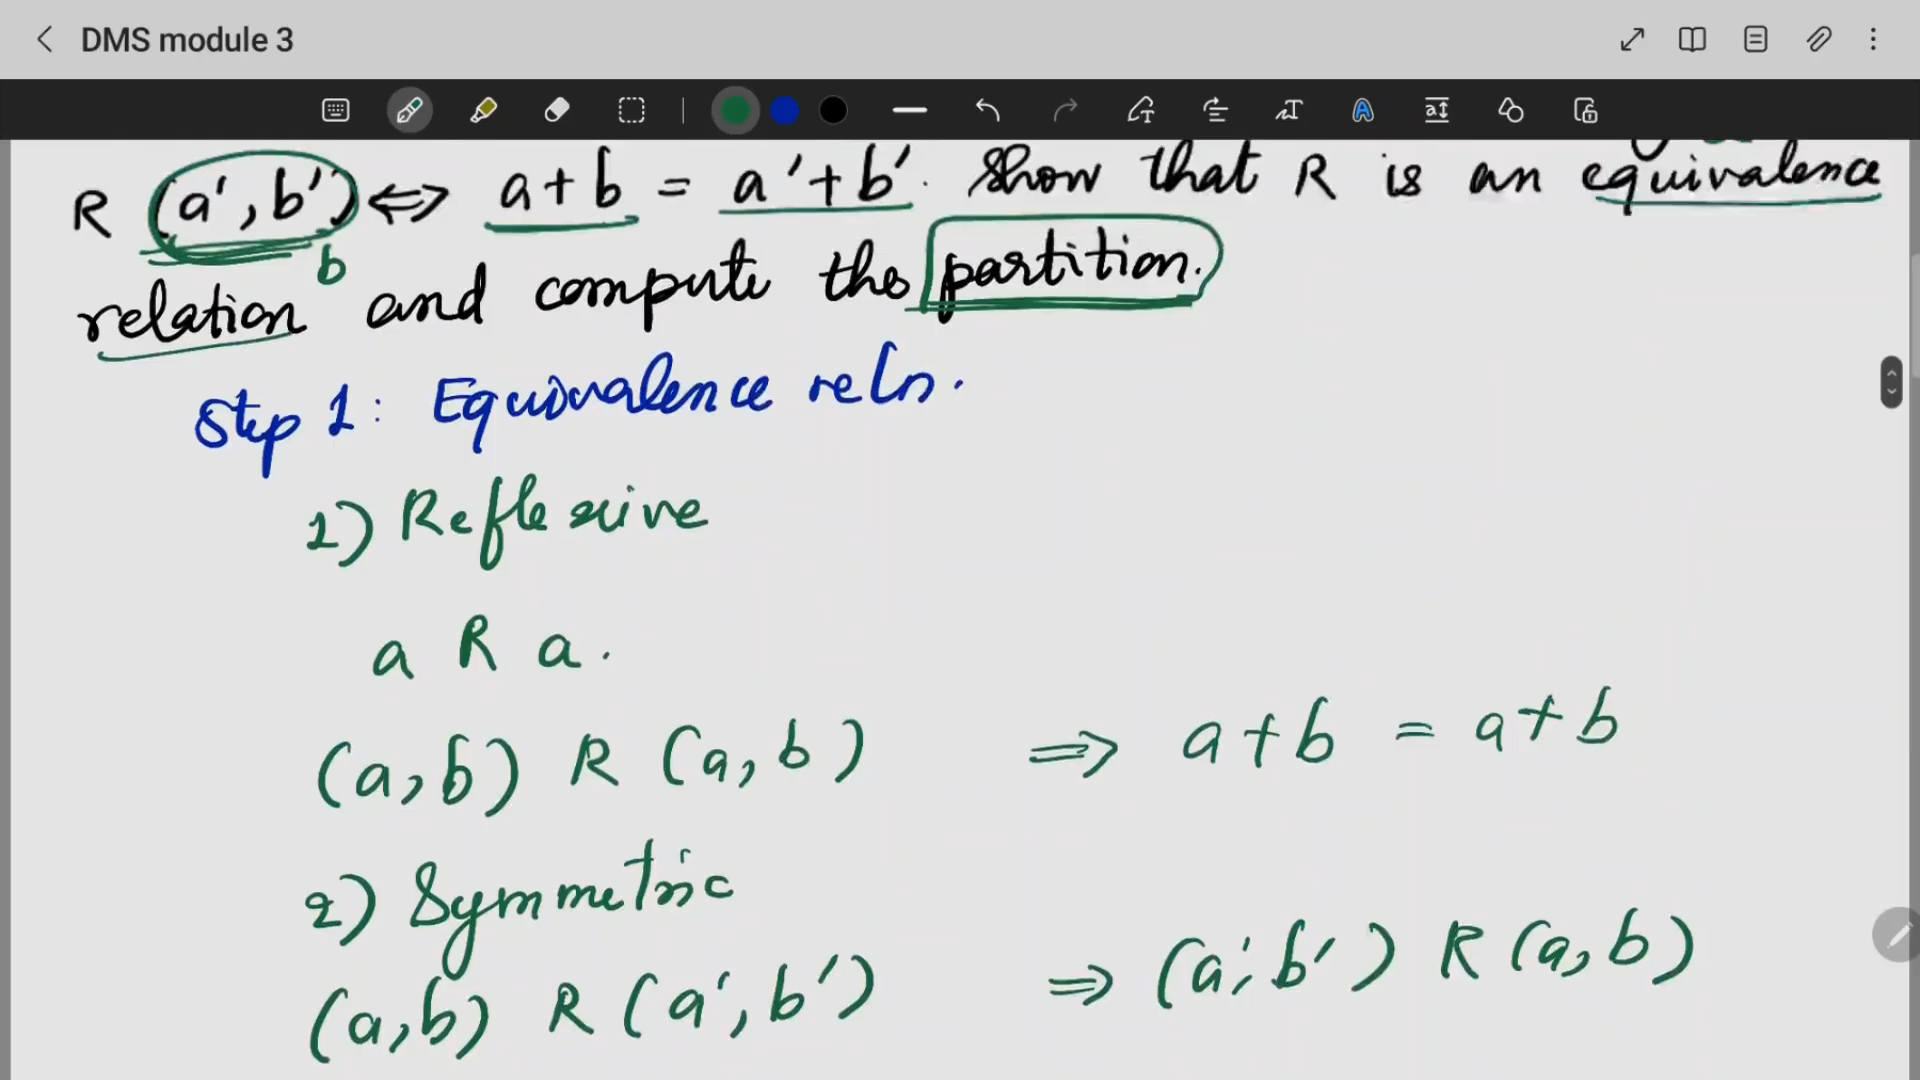 DMS module 3
R (a', b') ⇔ a + b = a' + b'. Show that R is an equivalence
b
relation and compute the partition.
Step 1: Equivalence reln.
1) Reflexive
a R a.
(a, b) R (a, b) ⇒ a + b = a + b
2) Symmetric
(a, b) R (a', b') ⇒ (a', b') R (a, b)